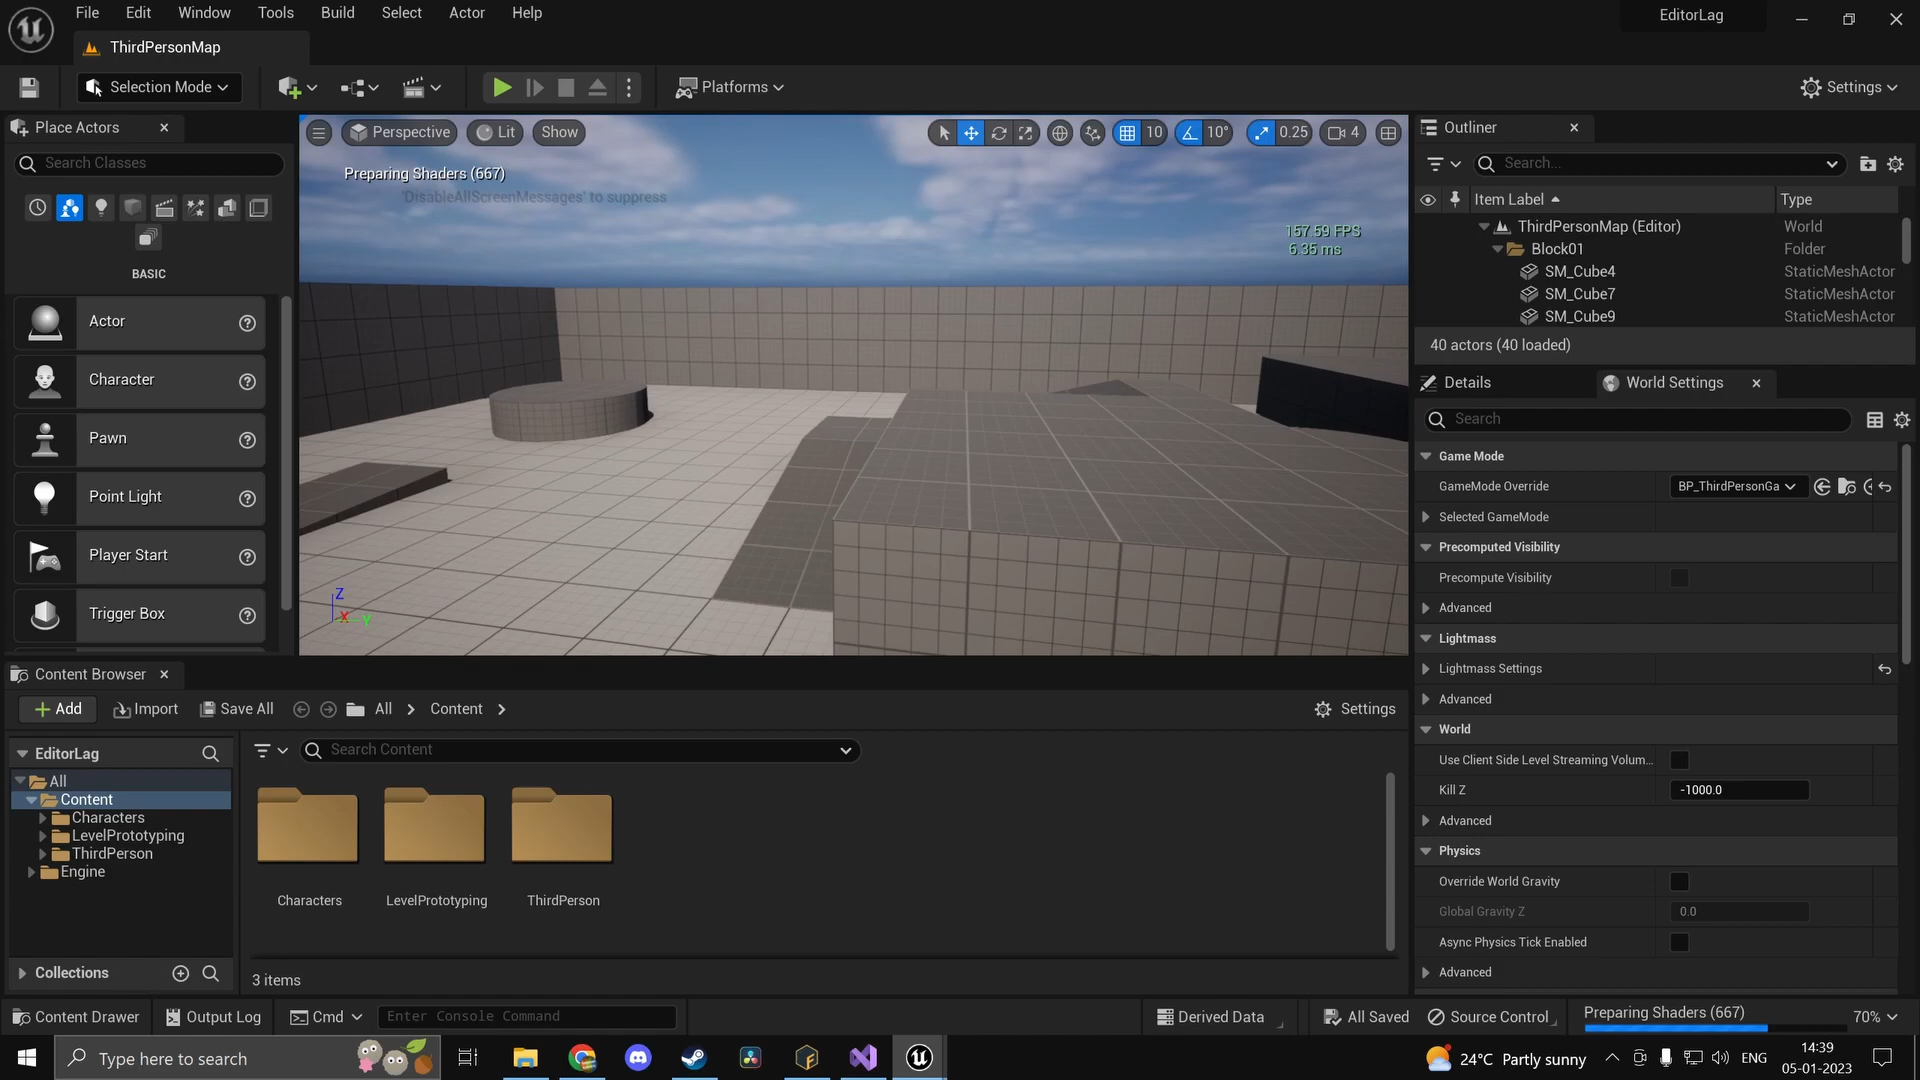 File Edit Window Tools Build Select Actor Help
EditorLag
ThirdPersonMap
Selection Mode
Platforms
Settings
Place Actors
Search Classes
BASIC
Actor
Character
Pawn
Point Light
Player Start
Trigger Box
Perspective
Lit
Show
10
10°
0.25
4
Preparing Shaders (667)
'DisableAllScreenMessages' to suppress
157.59 FPS
6.35 ms
Z
X
Y
Outliner
Search...
Item Label Type
ThirdPersonMap (Editor) World
Block01 Folder
SM_Cube4 StaticMeshActor
SM_Cube7 StaticMeshActor
SM_Cube9 StaticMeshActor
40 actors (40 loaded)
Details
World Settings
Search
Game Mode
GameMode Override BP_ThirdPersonGa
Selected GameMode
Precomputed Visibility
Precompute Visibility
Advanced
Lightmass
Lightmass Settings
Advanced
World
Use Client Side Level Streaming Volum...
Kill Z -1000.0
Advanced
Physics
Override World Gravity
Global Gravity Z 0.0
Async Physics Tick Enabled
Advanced
Content Browser
Add Import Save All All Content
Settings
EditorLag
Search Content
All
Content
Characters
LevelPrototyping
ThirdPerson
Engine
Collections
Characters
LevelPrototyping
ThirdPerson
3 items
Content Drawer Output Log Cmd Enter Console Command
Derived Data All Saved Source Control Preparing Shaders (667) 70%
Type here to search
24°C Partly sunny
ENG
14:39
05-01-2023